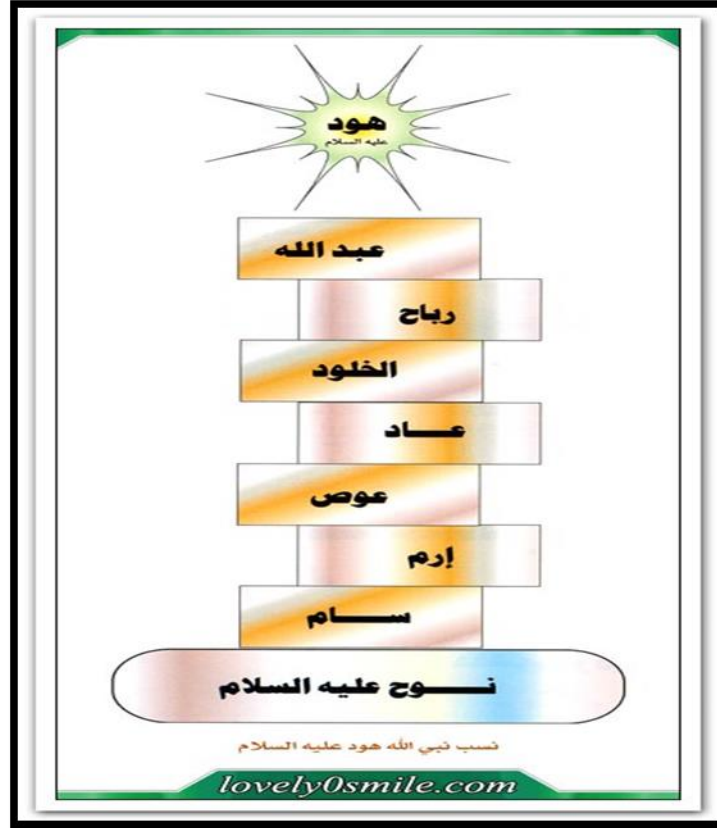 هود
عليه السلام
عبد الله
رباح
الخلود
عـــاد
عوص
إرم
ســـام
نـــوح عليه السلام
نسب نبي الله هود عليه السلام
lovely0smile.com